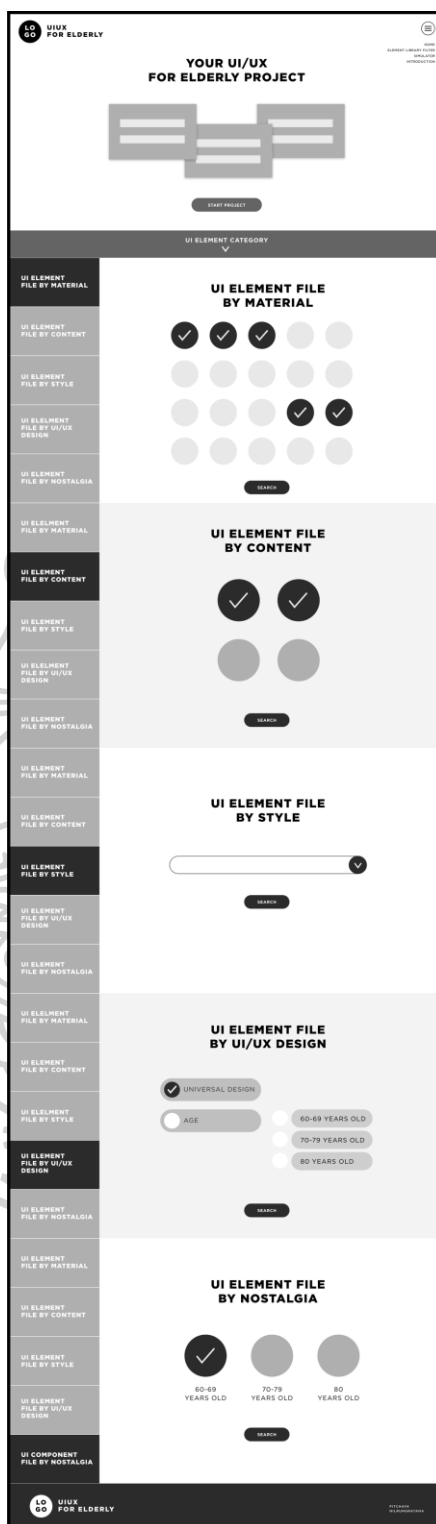 LO
GO
UIUX
FOR ELDERLY
HOME
ELEMENT LIBRARY FILTER
SIMULATOR
INTRODUCTION
YOUR UI/UX
FOR ELDERLY PROJECT
START PROJECT
UI ELEMENT CATEGORY
UI ELEMENT
FILE BY MATERIAL
UI ELEMENT
FILE BY CONTENT
UI ELEMENT
FILE BY STYLE
UI ELELMENT
FILE BY UI/UX
DESIGN
UI ELEMENT
FILE BY NOSTALGIA
UI ELEMENT FILE
BY MATERIAL
SEARCH
UI ELELMENT
FILE BY MATERIAL
UI ELEMENT
FILE BY CONTENT
UI ELEMENT
FILE BY STYLE
UI ELELMENT
FILE BY UI/UX
DESIGN
UI ELEMENT
FILE BY NOSTALGIA
UI ELEMENT FILE
BY CONTENT
SEARCH
UI ELEMENT
FILE BY MATERIAL
UI ELEMENT
FILE BY CONTENT
UI ELEMENT
FILE BY STYLE
UI ELELMENT
FILE BY UI/UX
DESIGN
UI ELEMENT
FILE BY NOSTALGIA
UI ELEMENT FILE
BY STYLE
SEARCH
UI ELELMENT
FILE BY MATERIAL
UI ELEMENT
FILE BY CONTENT
UI ELELMENT
FILE BY STYLE
UI ELEMENT
FILE BY UI/UX
DESIGN
UI ELEMENT
FILE BY NOSTALGIA
UI ELEMENT FILE
BY UI/UX DESIGN
UNIVERSAL DESIGN
AGE
60-69 YEARS OLD
70-79 YEARS OLD
80 YEARS OLD
SEARCH
UI ELEMENT
FILE BY MATERIAL
UI ELEMENT
FILE BY CONTENT
UI ELEMENT
FILE BY STYLE
UI ELEMENT
FILE BY UI/UX
DESIGN
UI COMPONENT
FILE BY NOSTALGIA
UI ELEMENT FILE
BY NOSTALGIA
60-69
YEARS OLD
70-79
YEARS OLD
80
YEARS OLD
SEARCH
LO
GO
UIUX
FOR ELDERLY